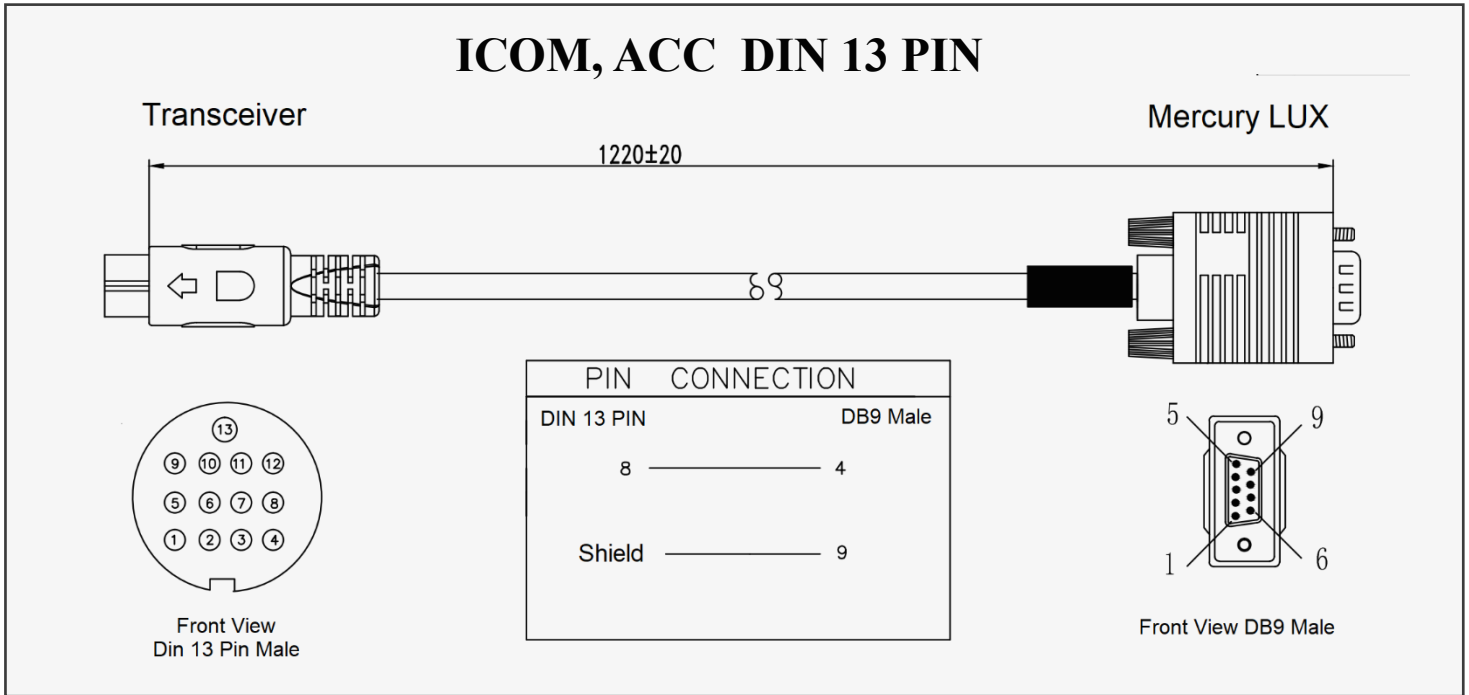 ICOM, ACC DIN 13 PIN
Transceiver
Mercury LUX
1220±20
PIN CONNECTION
DIN 13 PIN DB9 Male
8 4
Shield 9
13
9 10 11 12
5 6 7 8
1 2 3 4
Front View
Din 13 Pin Male
5 9
1 6
Front View DB9 Male